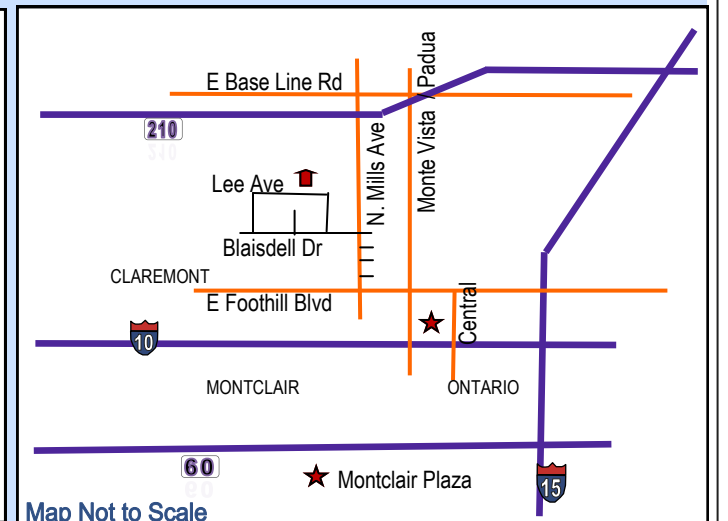 E Base Line Rd
Monte Vista / Padua
210
N. Mills Ave
Lee Ave
Blaisdell Dr
CLAREMONT
E Foothill Blvd
Central
10
MONTCLAIR
ONTARIO
60
Montclair Plaza
15
Map Not to Scale